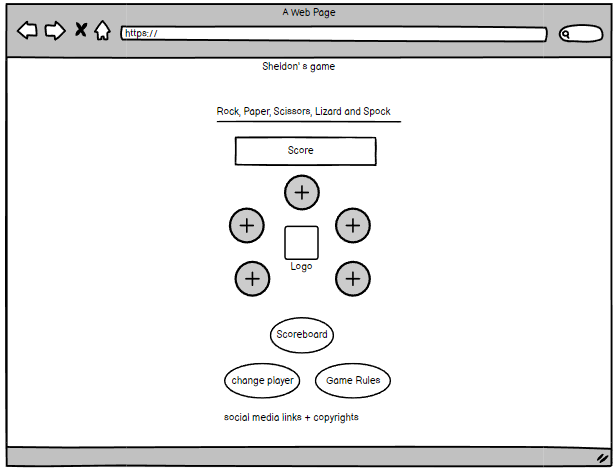 A Web Page
https://
Sheldon's game
Rock, Paper, Scissors, Lizard and Spock
Score
Logo
Scoreboard
change player
Game Rules
social media links + copyrights